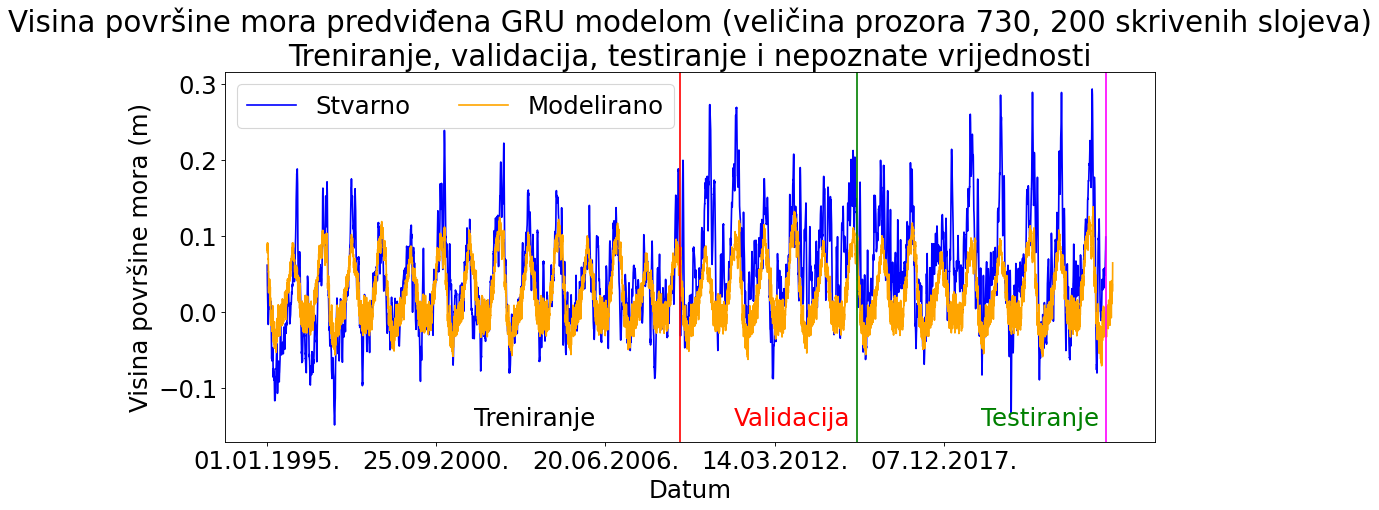 Visina površine mora predviđena GRU modelom (veličina prozora 730, 200 skrivenih slojeva)
Treniranje, validacija, testiranje i nepoznate vrijednosti
Stvarno Modelirano
Visina površine mora (m)
0.3
0.2
0.1
0.0
−0.1
Treniranje Validacija Testiranje
01.01.1995. 25.09.2000. 20.06.2006. 14.03.2012. 07.12.2017.
Datum